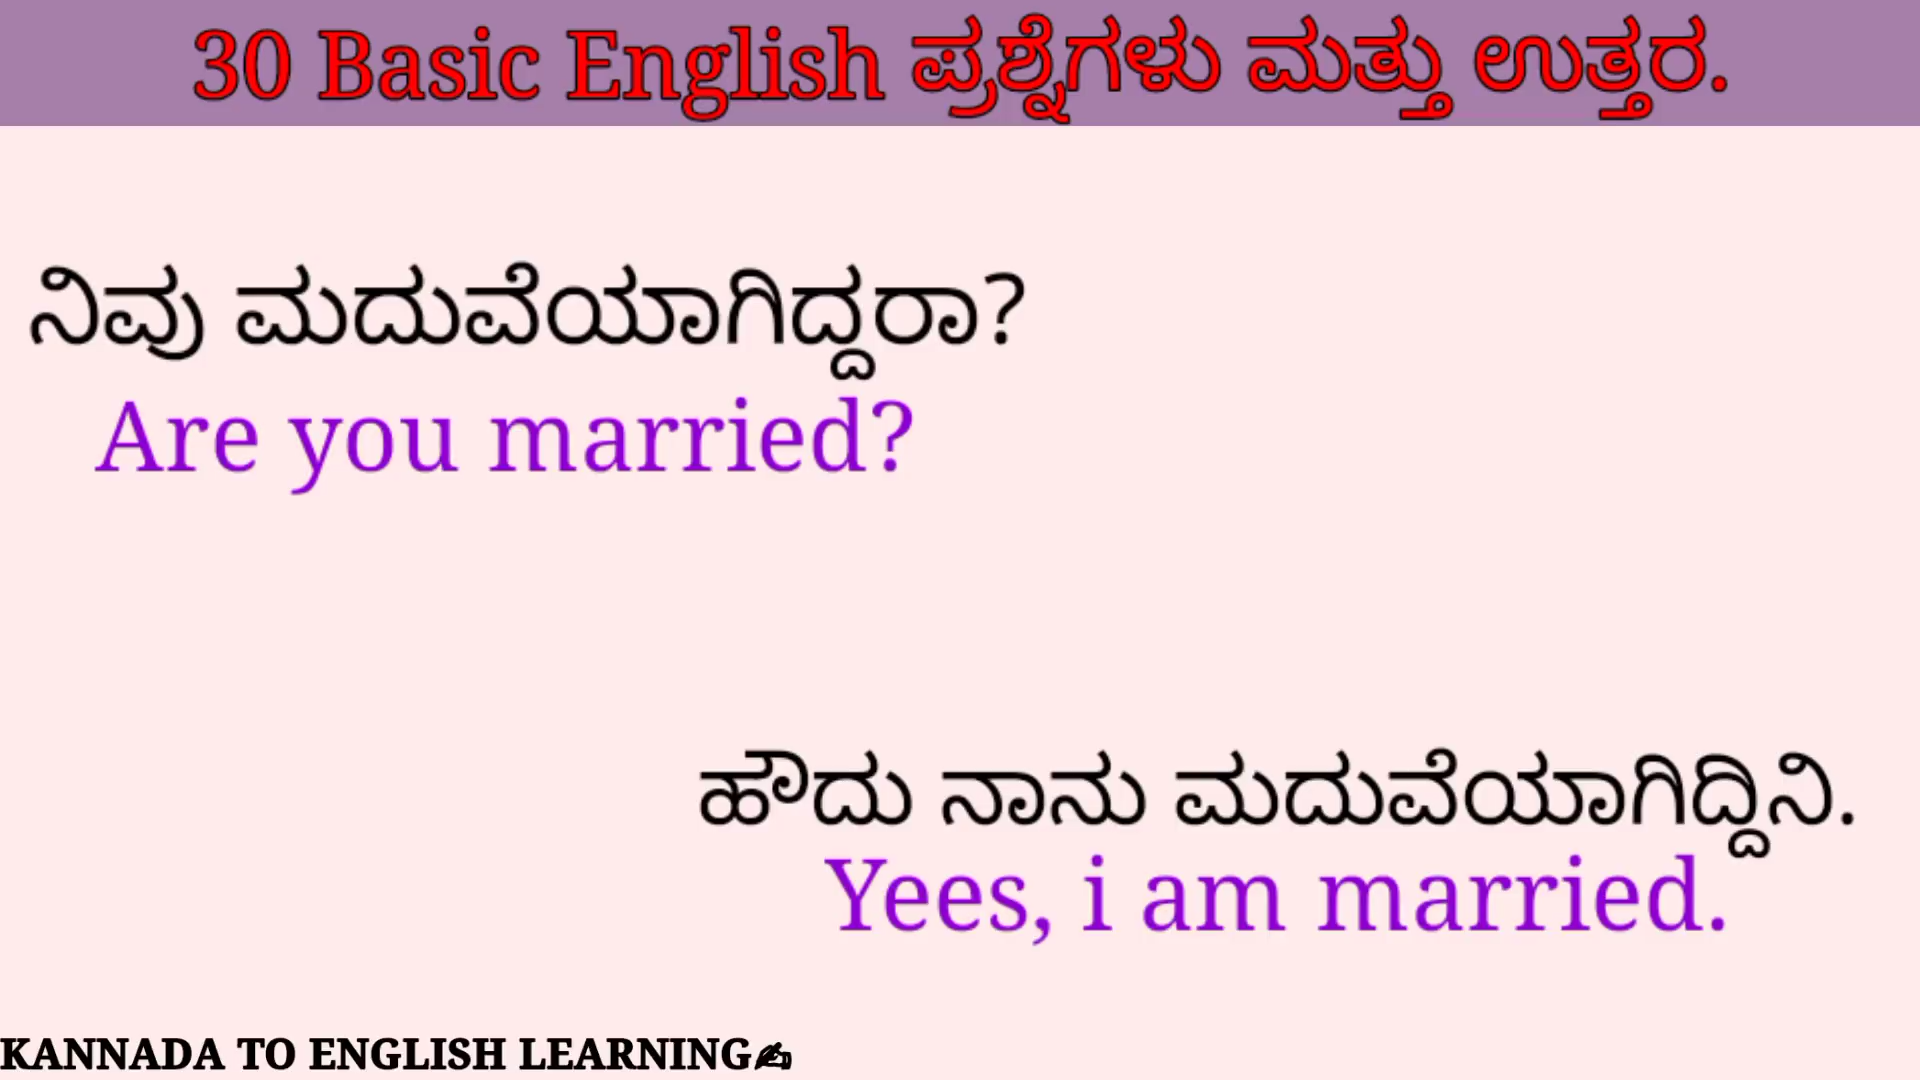 30 Basic English ಪ್ರಶ್ನೆಗಳು ಮತ್ತು ಉತ್ತರ.
ನಿವು ಮದುವೆಯಾಗಿದ್ದರಾ?
Are you married?
ಹೌದು ನಾನು ಮದುವೆಯಾಗಿದ್ದಿನಿ.
Yees, i am married.
KANNADA TO ENGLISH LEARNING✍